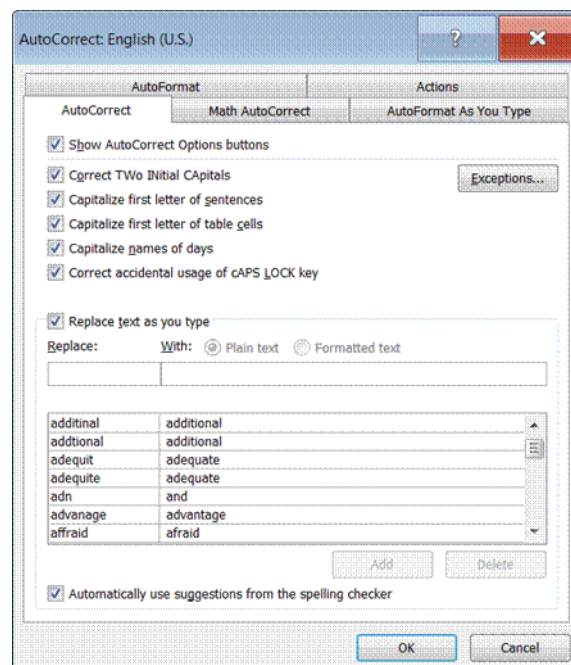 AutoCorrect: English (U.S.)
?
AutoFormat Actions
AutoCorrect Math AutoCorrect AutoFormat As You Type
Show AutoCorrect Options buttons
Correct TWo INitial CApitals Exceptions...
Capitalize first letter of sentences
Capitalize first letter of table cells
Capitalize names of days
Correct accidental usage of cAPS LOCK key
Replace text as you type
Replace: With: Plain text Formatted text
additinal additional
addtional additional
adequit adequate
adequite adequate
adn and
advanage advantage
affraid afraid
Add Delete
Automatically use suggestions from the spelling checker
OK Cancel